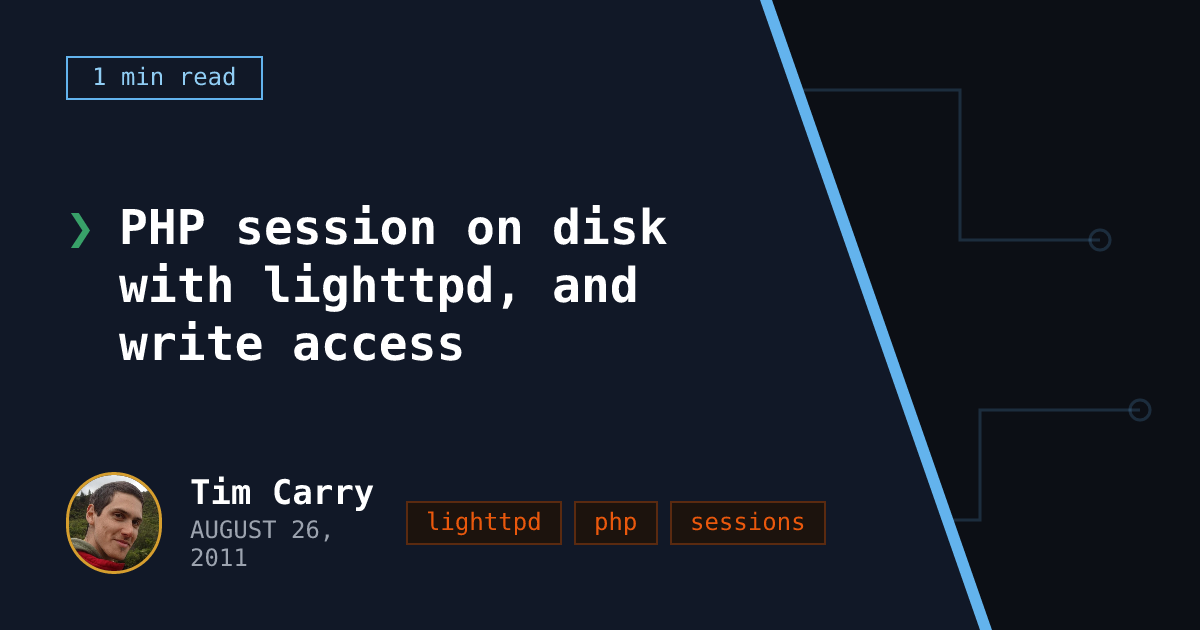 1 min read
❯ PHP session on disk
with lighttpd, and
write access
Tim Carry
AUGUST 26,
2011
lighttpd php sessions